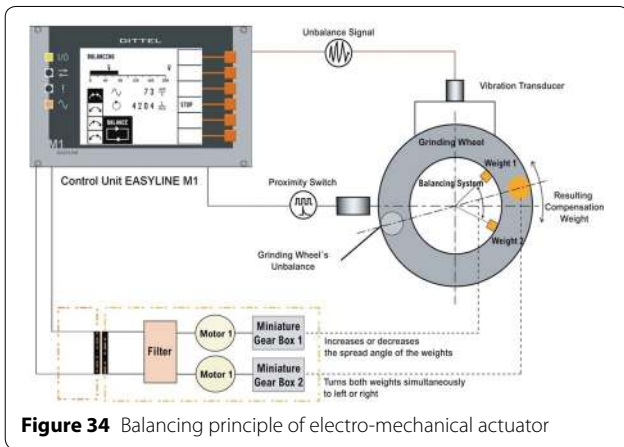 Unbalance Signal
DITTEL
BALANCING
I/O
73
4204
STOP
BALANCE
M1
EASYLINE
Control Unit EASYLINE M1
Vibration Transducer
Grinding Wheel
Weight 1
Balancing System
Weight 2
Resulting
Compensation
Weight
Proximity Switch
Grinding Wheel´s
Unbalance
Filter
Motor 1
Miniature
Gear Box 1
Increases or decreases
the spread angle of the weights
Motor 1
Miniature
Gear Box 2
Turns both weights simultaneously
to left or right
Figure 34 Balancing principle of electro-mechanical actuator